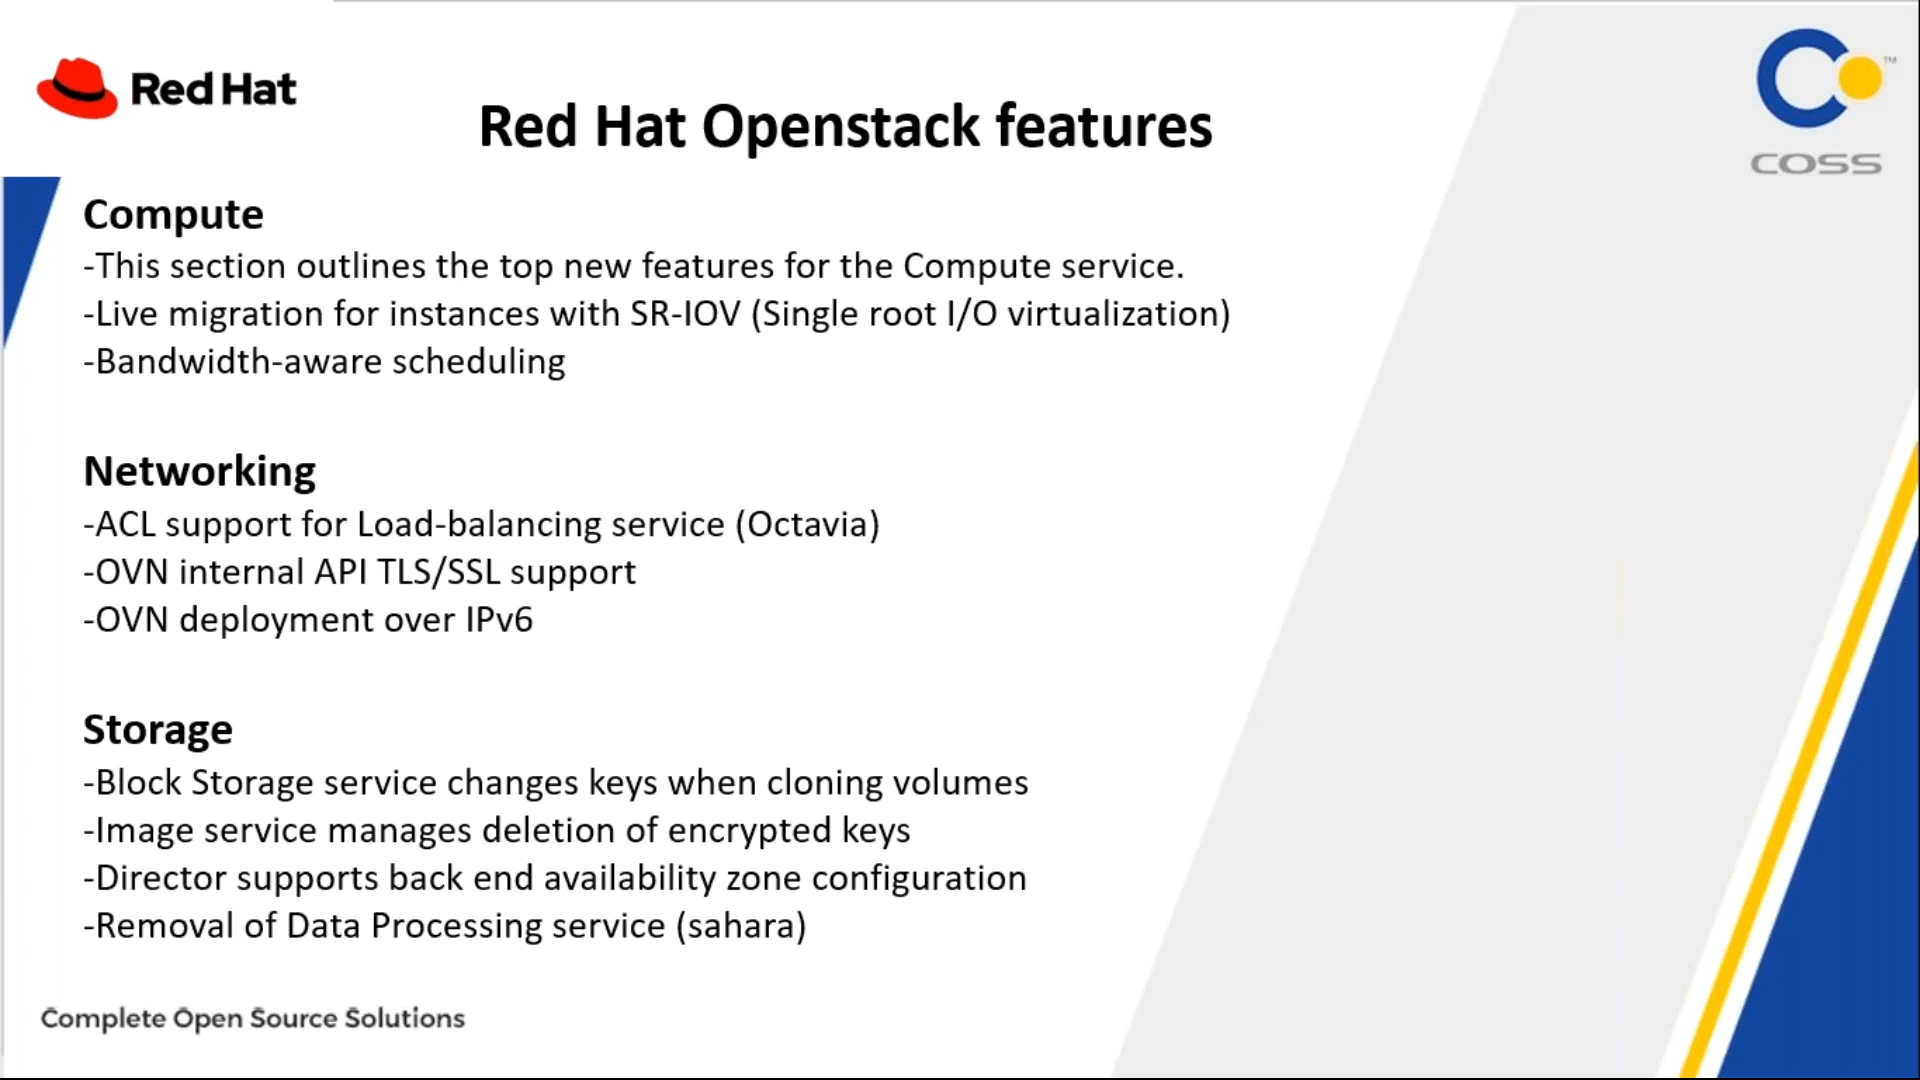 Red Hat
COSS
TM
Red Hat Openstack features
Compute
-This section outlines the top new features for the Compute service.
-Live migration for instances with SR-IOV (Single root I/O virtualization)
-Bandwidth-aware scheduling
Networking
-ACL support for Load-balancing service (Octavia)
-OVN internal API TLS/SSL support
-OVN deployment over IPv6
Storage
-Block Storage service changes keys when cloning volumes
-Image service manages deletion of encrypted keys
-Director supports back end availability zone configuration
-Removal of Data Processing service (sahara)
Complete Open Source Solutions